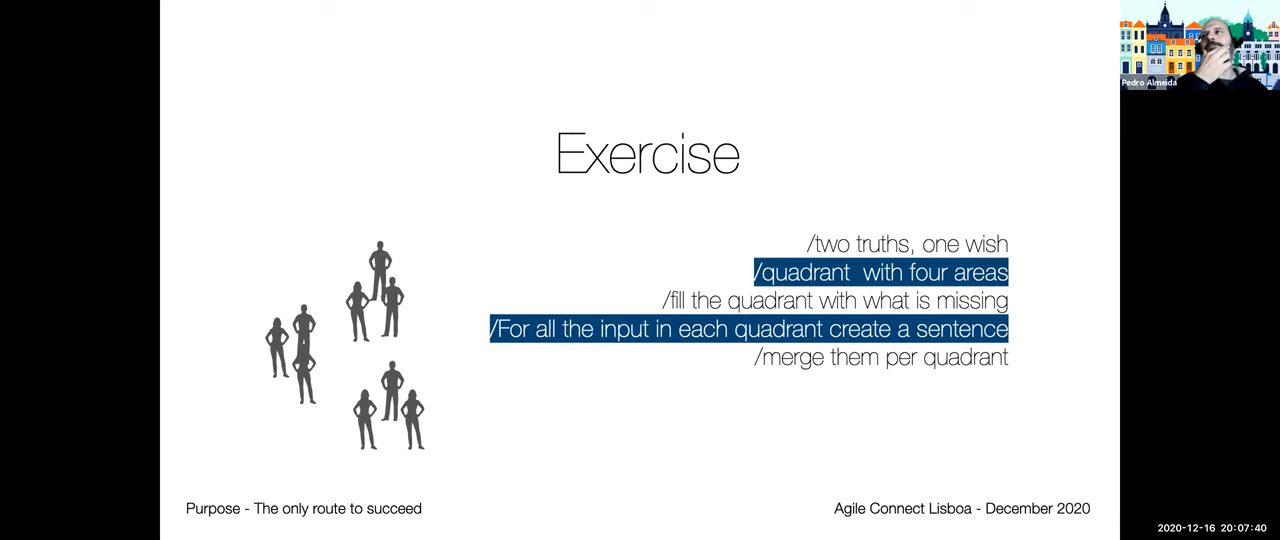 Pedro Almeida
Exercise
/two truths, one wish
/quadrant  with four areas
/fill the quadrant with what is missing
/For all the input in each quadrant create a sentence
/merge them per quadrant
Purpose - The only route to succeed
Agile Connect Lisboa - December 2020
2020-12-16 20:07:40